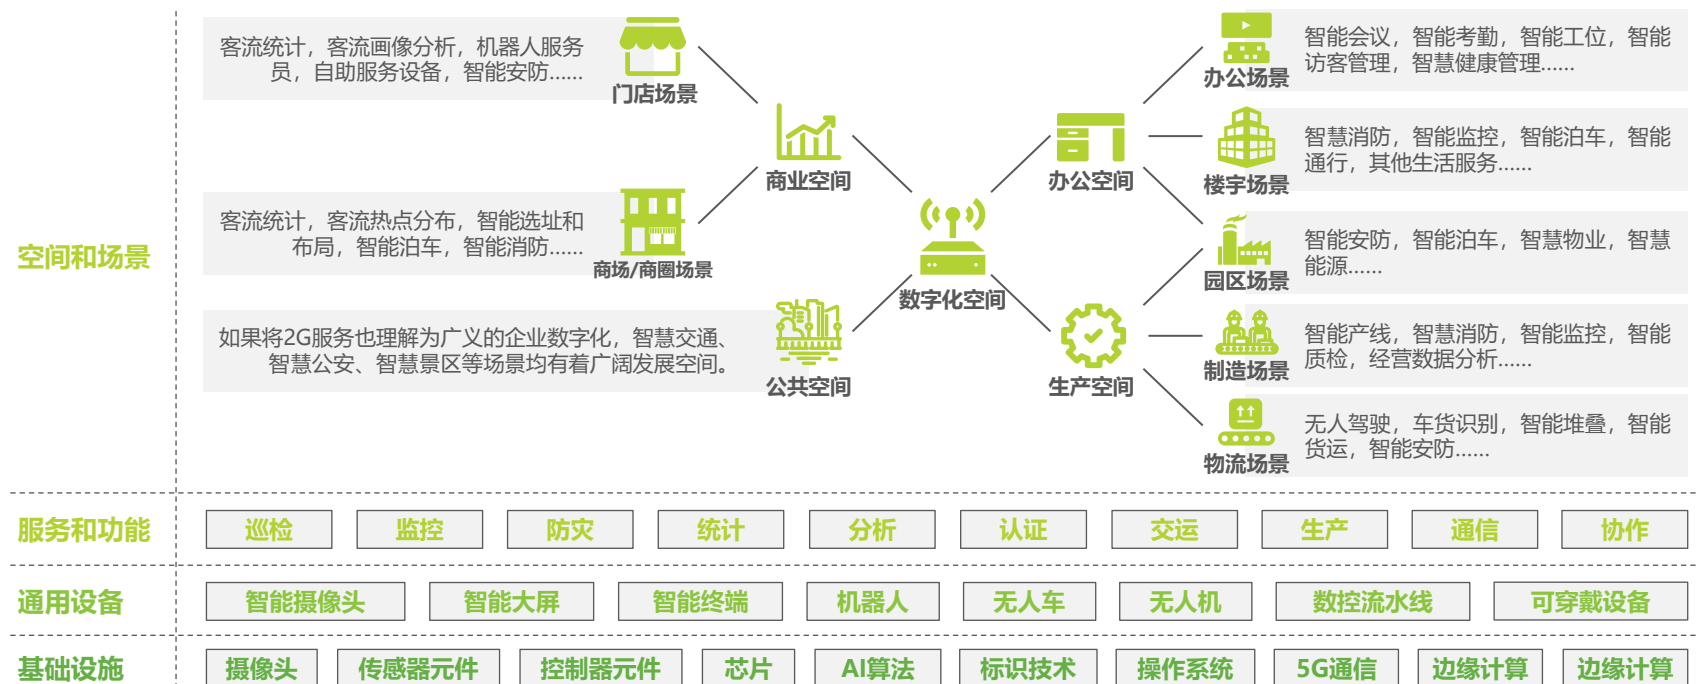 空间和场景
客流统计，客流画像分析，机器人服务
员，自助服务设备，智能安防……
门店场景
商业空间
客流统计，客流热点分布，智能选址和
布局，智能泊车，智能消防……
商场/商圈场景
如果将2G服务也理解为广义的企业数字化，智慧交通、
智慧公安、智慧景区等场景均有着广阔发展空间。
公共空间
数字化空间
办公空间
生产空间
办公场景
智能会议，智能考勤，智能工位，智能
访客管理，智慧健康管理……
楼宇场景
智慧消防，智能监控，智能泊车，智能
通行，其他生活服务……
园区场景
智能安防，智能泊车，智慧物业，智慧
能源……
制造场景
智能产线，智慧消防，智能监控，智能
质检，经营数据分析……
物流场景
无人驾驶，车货识别，智能堆叠，智能
货运，智能安防……
服务和功能
巡检 监控 防灾 统计 分析 认证 交运 生产 通信 协作
通用设备
智能摄像头 智能大屏 智能终端 机器人 无人车 无人机 数控流水线 可穿戴设备
基础设施
摄像头 传感器元件 控制器元件 芯片 AI算法 标识技术 操作系统 5G通信 边缘计算 边缘计算